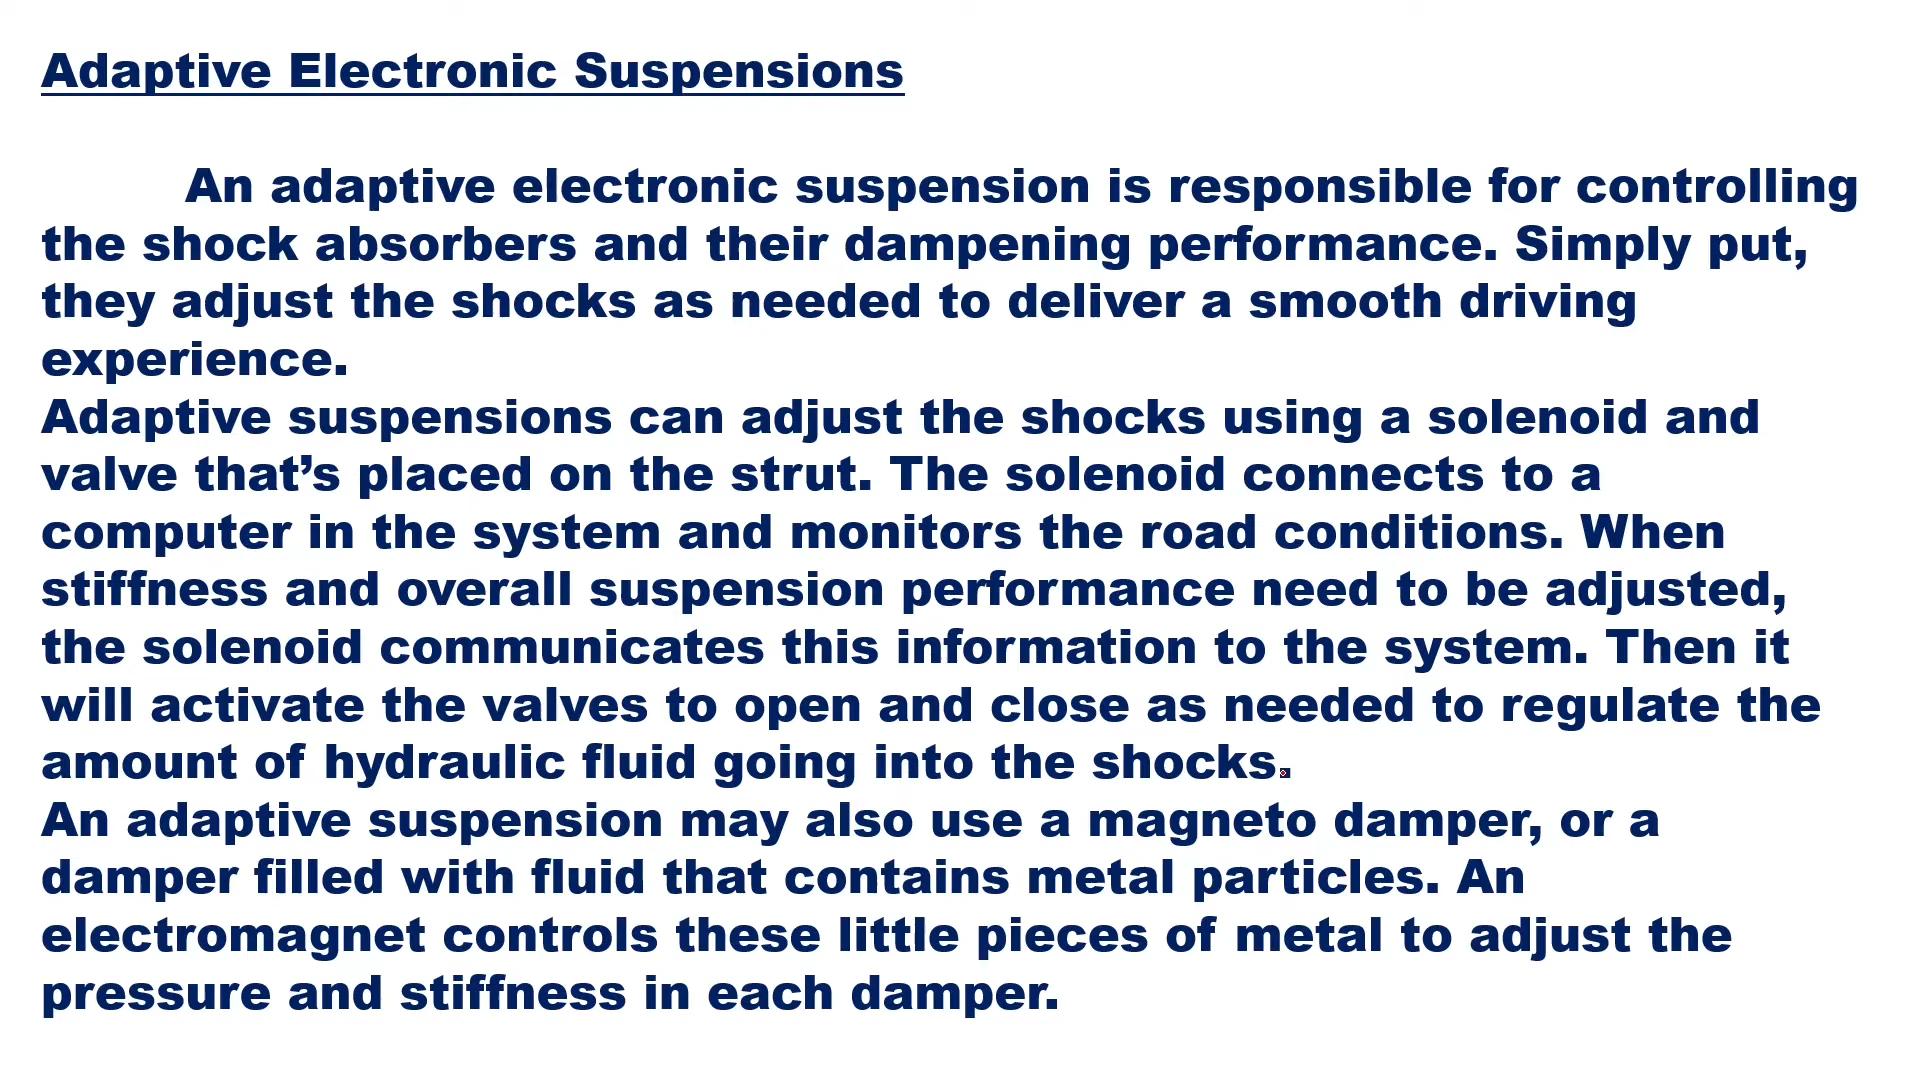 Adaptive Electronic Suspensions
An adaptive electronic suspension is responsible for controlling
the shock absorbers and their dampening performance. Simply put,
they adjust the shocks as needed to deliver a smooth driving
experience.
Adaptive suspensions can adjust the shocks using a solenoid and
valve that’s placed on the strut. The solenoid connects to a
computer in the system and monitors the road conditions. When
stiffness and overall suspension performance need to be adjusted,
the solenoid communicates this information to the system. Then it
will activate the valves to open and close as needed to regulate the
amount of hydraulic fluid going into the shocks.
An adaptive suspension may also use a magneto damper, or a
damper filled with fluid that contains metal particles. An
electromagnet controls these little pieces of metal to adjust the
pressure and stiffness in each damper.